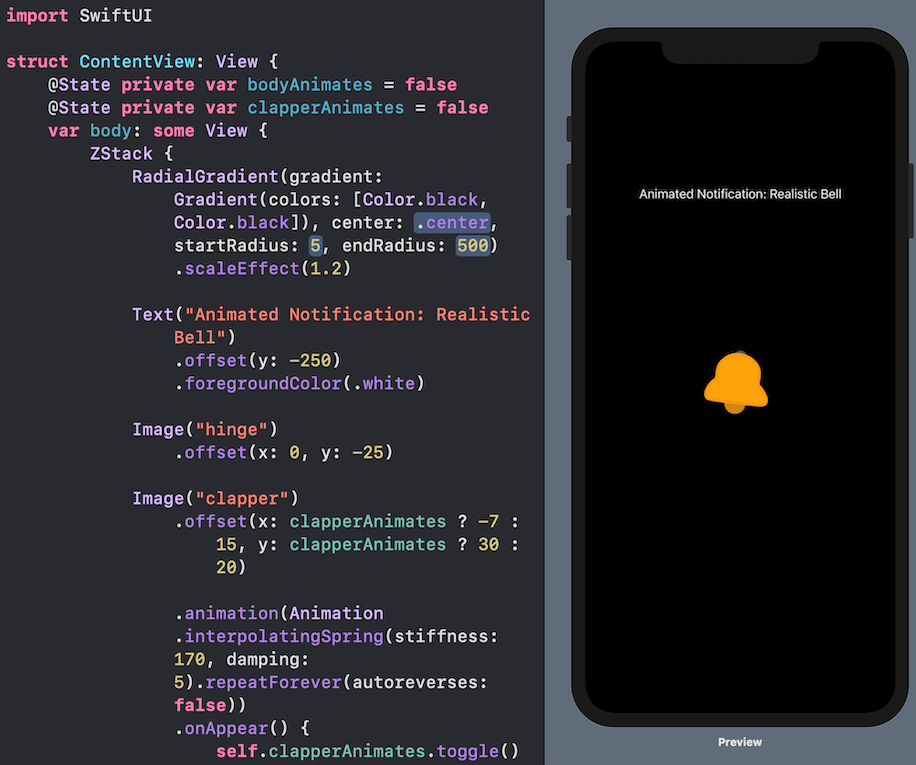 import SwiftUI
struct ContentView: View {
@State private var bodyAnimates = false
@State private var clapperAnimates = false
var body: some View {
ZStack {
RadialGradient(gradient:
Gradient(colors: [Color.black,
Color.black]), center: .center,
startRadius: 5, endRadius: 500)
.scaleEffect(1.2)
Text("Animated Notification: Realistic
Bell")
.offset(y: -250)
.foregroundColor(.white)
Image("hinge")
.offset(x: 0, y: -25)
Image("clapper")
.offset(x: clapperAnimates ? -7 :
15, y: clapperAnimates ? 30 :
20)
.animation(Animation
.interpolatingSpring(stiffness:
170, damping:
5).repeatForever(autoreverses:
false))
.onAppear() {
self.clapperAnimates.toggle()
Animated Notification: Realistic Bell
Preview